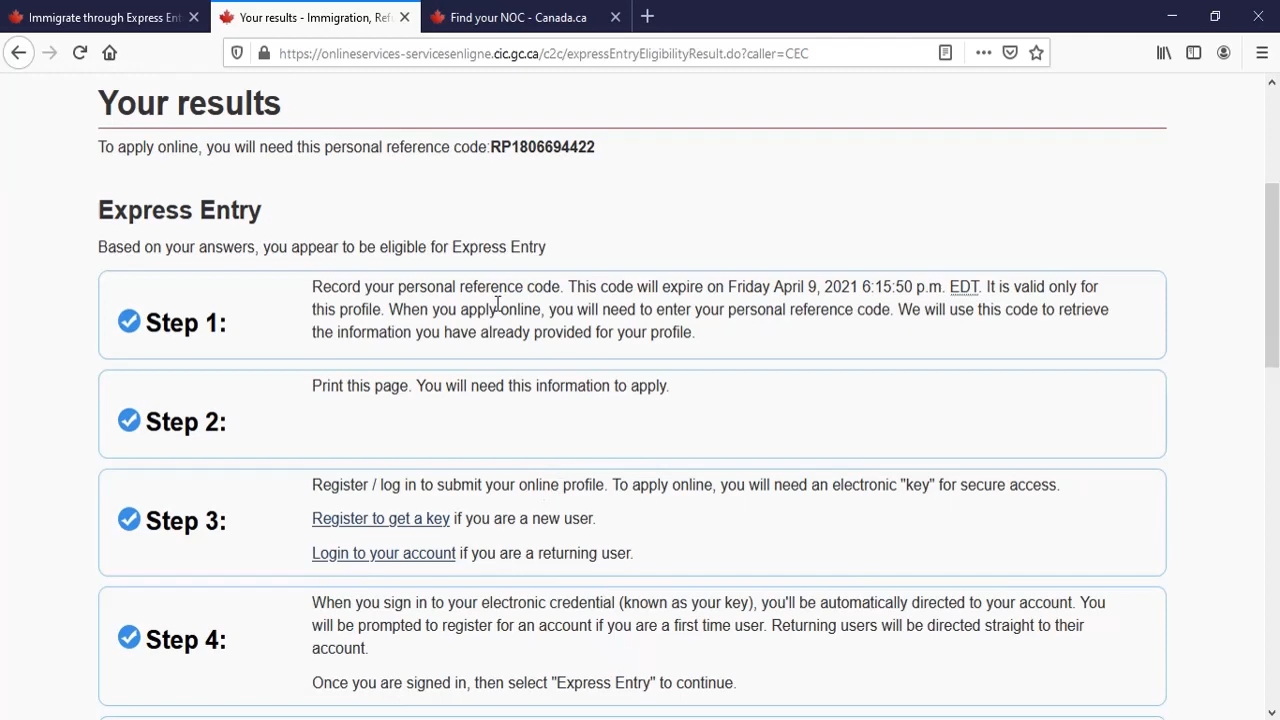 Immigrate through Express Ent
Your results - Immigration, Ref
Find your NOC - Canada.ca
https://onlineservices-servicesenligne.cic.gc.ca/c2c/expressEntryEligibilityResult.do?caller=CEC
Your results
To apply online, you will need this personal reference code:RP1806694422
Express Entry
Based on your answers, you appear to be eligible for Express Entry
Step 1:
Record your personal reference code. This code will expire on Friday April 9, 2021 6:15:50 p.m. EDT. It is valid only for
this profile. When you apply online, you will need to enter your personal reference code. We will use this code to retrieve
the information you have already provided for your profile.
Step 2:
Print this page. You will need this information to apply.
Step 3:
Register / log in to submit your online profile. To apply online, you will need an electronic "key" for secure access.
Register to get a key if you are a new user.
Login to your account if you are a returning user.
Step 4:
When you sign in to your electronic credential (known as your key), you'll be automatically directed to your account. You
will be prompted to register for an account if you are a first time user. Returning users will be directed straight to their
account.
Once you are signed in, then select "Express Entry" to continue.